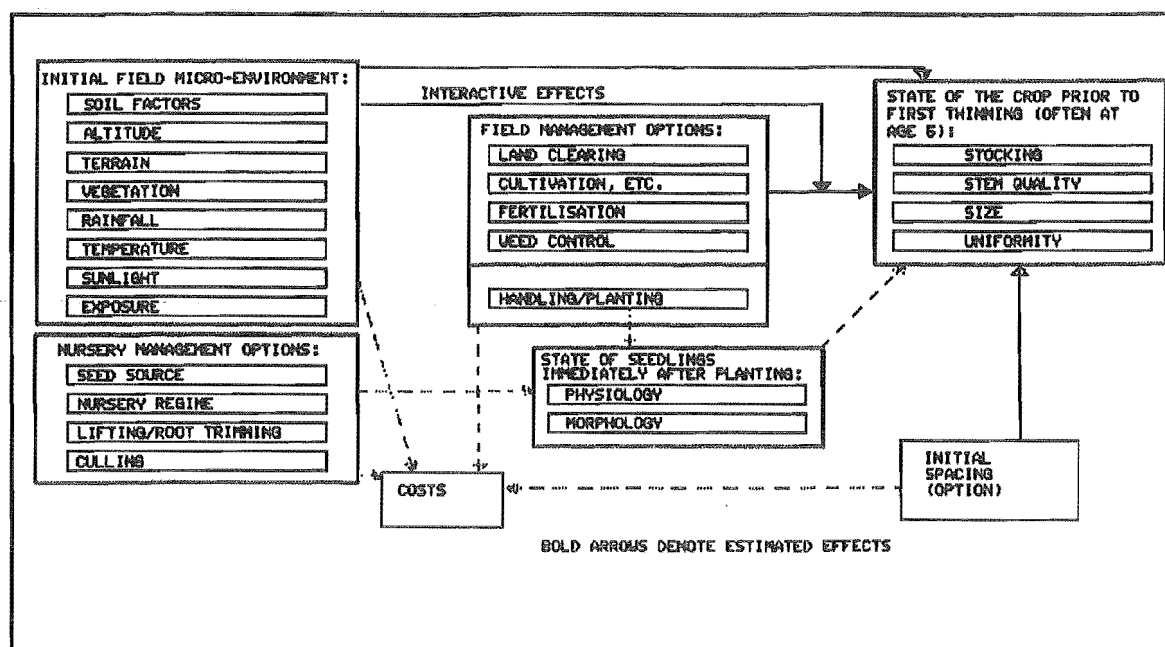 INITIAL FIELD MICRO-ENVIRONMENT:
SOIL FACTORS
ALTITUDE
TERRAIN
VEGETATION
RAINFALL
TEMPERATURE
SUNLIGHT
EXPOSURE
NURSERY MANAGEMENT OPTIONS:
SEED SOURCE
NURSERY REGIME
LIFTING/ROOT TRIMMING
CULLING
INTERACTIVE EFFECTS
FIELD MANAGEMENT OPTIONS:
LAND CLEARING
CULTIVATION, ETC.
FERTILISATION
WEED CONTROL
HANDLING/PLANTING
STATE OF SEEDLINGS
IMMEDIATELY AFTER PLANTING:
PHYSIOLOGY
MORPHOLOGY
COSTS
STATE OF THE CROP PRIOR TO
FIRST THINNING (OFTEN AT
AGE 5):
STOCKING
STEM QUALITY
SIZE
UNIFORMITY
INITIAL
SPACING
(OPTION)
BOLD ARROWS DENOTE ESTIMATED EFFECTS